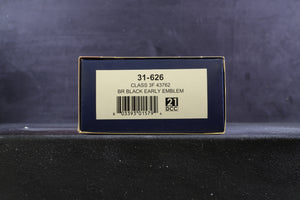 31-626
CLASS 3F 43762
BR BLACK EARLY EMBLEM
21
DCC